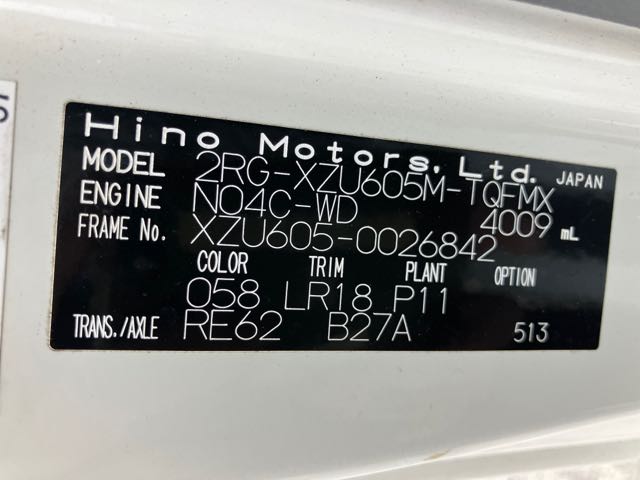 Hino Motors, Ltd. JAPAN
MODEL 2RG-XZU605M-TQFMX
ENGINE N04C-WD 4009 mL
FRAME No. XZU605-0026842
COLOR TRIM PLANT OPTION
058 LR18 P11
TRANS./AXLE RE62 B27A 513